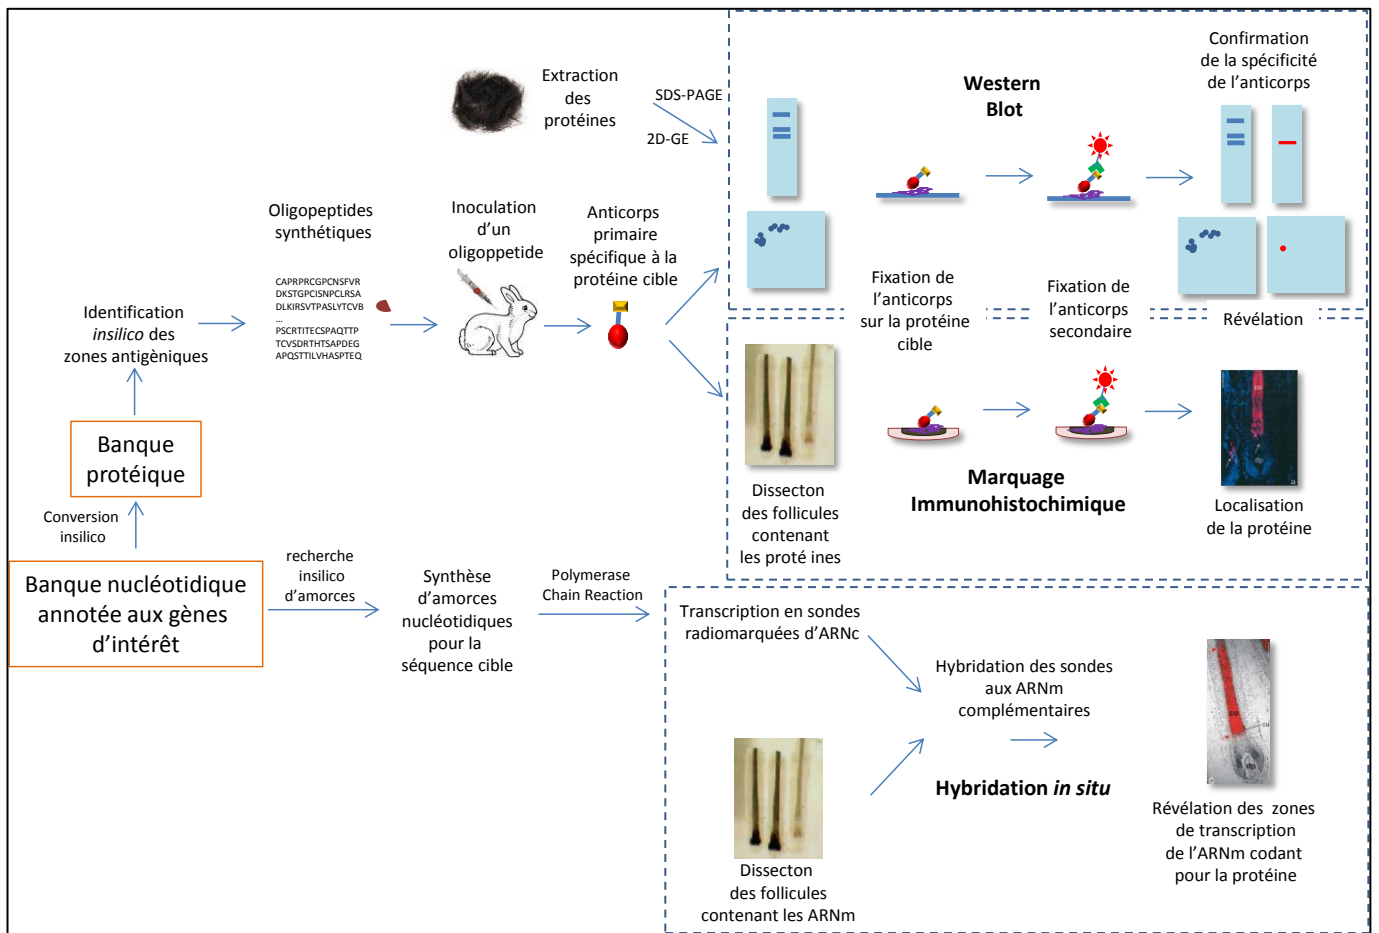 Extraction
des
protéines
SDS-PAGE
2D-GE
Western
Blot
Confirmation
de la spécificité
de l'anticorps
Oligopeptides
synthétiques
CAPRPRCGPCNSFVR
DKSTGPCISNPCLRSA
DLKIRSVTPASLYTCVB
...
PSCRTITECSPAQTTP
TCVSDRTHTSAPDEG
APQSTTILVHASPTEQ
Inoculation
d'un
oligoppetide
Anticorps
primaire
spécifique à la
protéine cible
Identification
insilico des
zones antigèniques
Fixation de
l'anticorps
sur la protéine
cible
Fixation de
l'anticorps
secondaire
Révélation
Banque
protéique
Conversion
insilico
Dissecton
des follicules
contenant
les proté ines
Marquage
Immunohistochimique
co
dp
a
Localisation
de la protéine
Banque nucléotidique
annotée aux gènes
d'intérêt
recherche
insilico
d'amorces
Synthèse
d'amorces
nucléotidiques
pour la
séquence cible
Polymerase
Chain Reaction
Transcription en sondes
radiomarquées d'ARNc
Hybridation des sondes
aux ARNm
complémentaires
Hybridation in situ
Dissecton
des follicules
contenant les ARNm
co
cu
dp
Révélation des zones
de transcription
de l'ARNm codant
pour la protéine